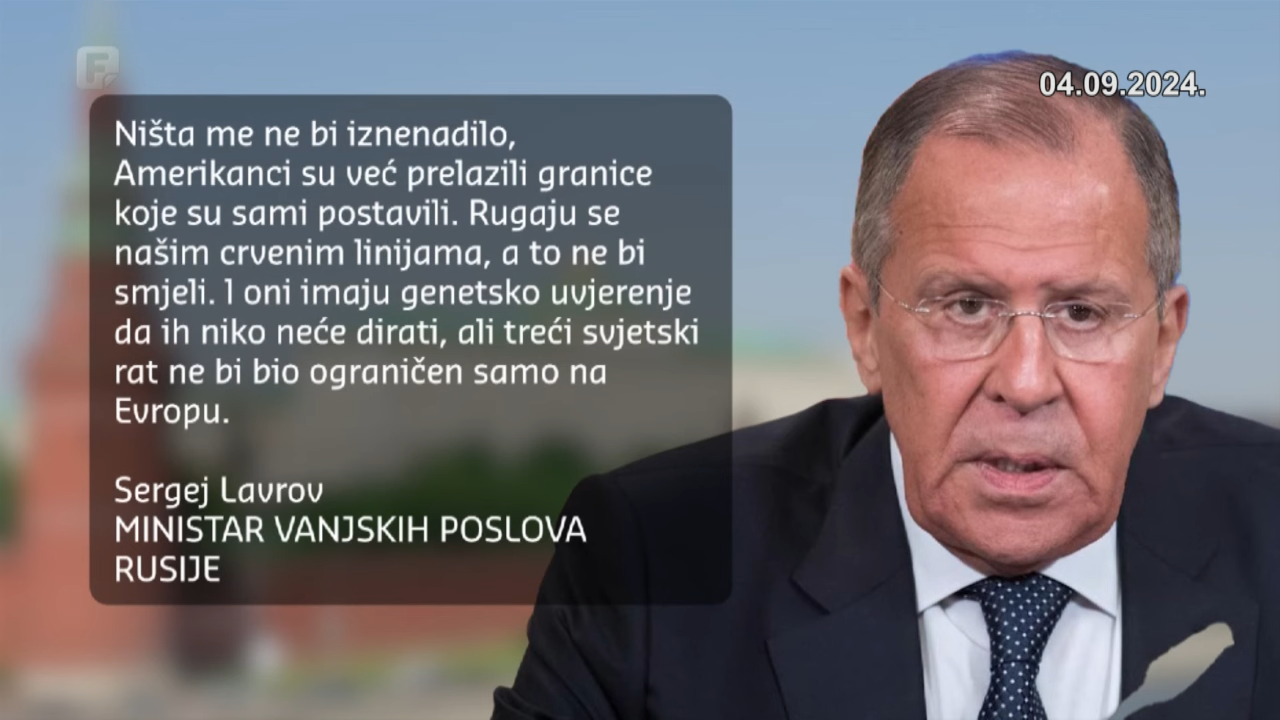 F
04.09.2024.
Ništa me ne bi iznenadilo,
Amerikanci su već prelazili granice
koje su sami postavili. Rugaju se
našim crvenim linijama, a to ne bi
smjeli. I oni imaju genetsko uvjerenje
da ih niko neće dirati, ali treći svjetski
rat ne bi bio ograničen samo na
Evropu.
Sergej Lavrov
MINISTAR VANJSKIH POSLOVA
RUSIJE